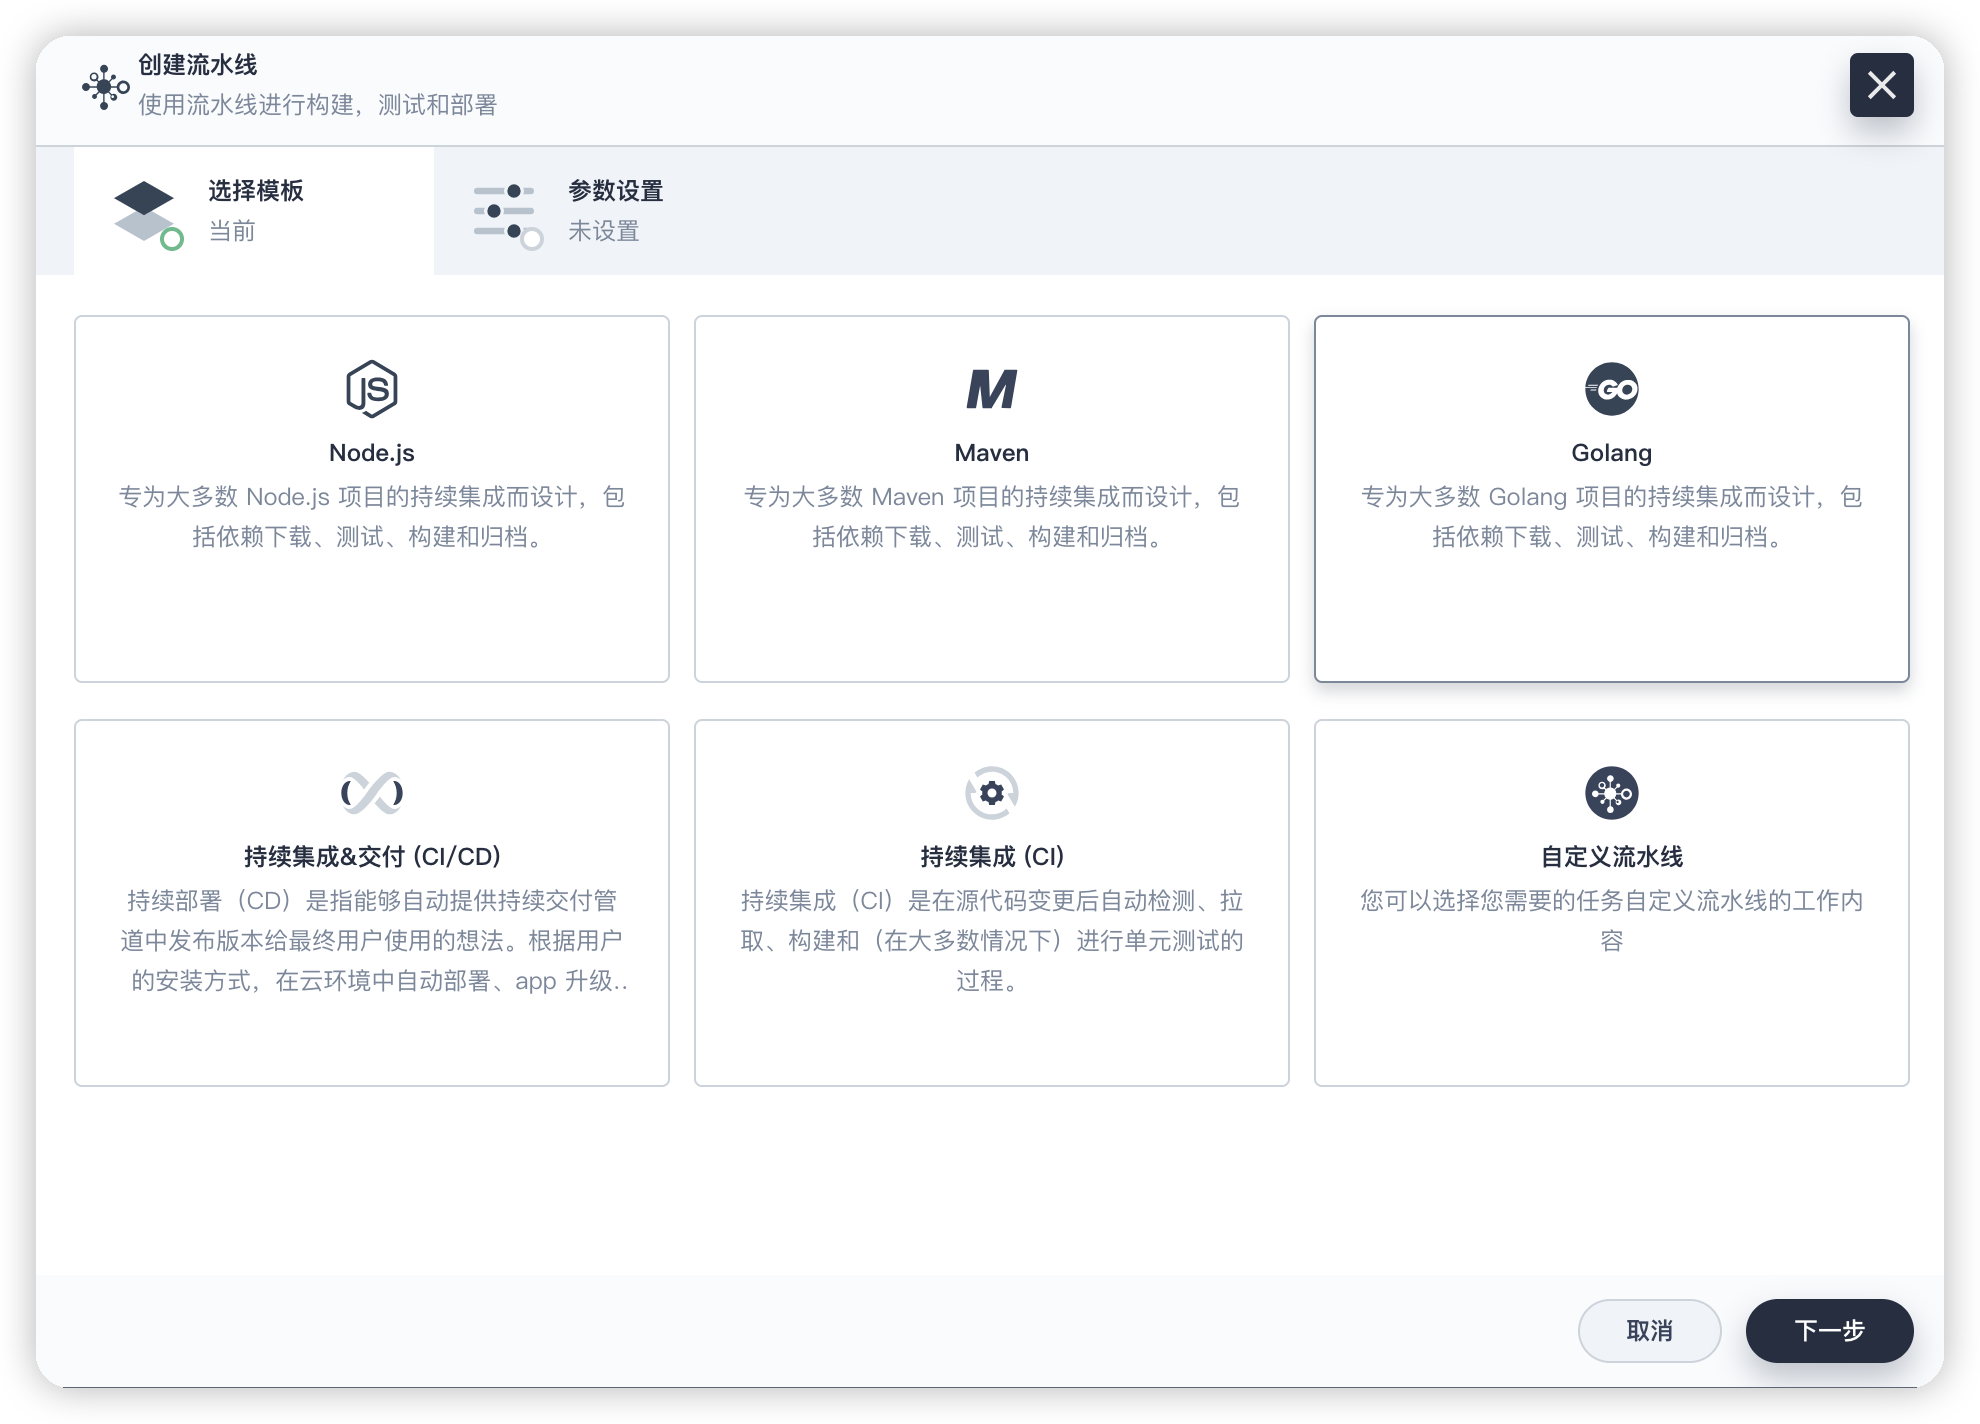 创建流水线
使用流水线进行构建，测试和部署
选择模板
当前
参数设置
未设置
JS
Node.js
专为大多数 Node.js 项目的持续集成而设计，包
括依赖下载、测试、构建和归档。
M
Maven
专为大多数 Maven 项目的持续集成而设计，包
括依赖下载、测试、构建和归档。
GO
Golang
专为大多数 Golang 项目的持续集成而设计，包
括依赖下载、测试、构建和归档。
持续集成&交付 (CI/CD)
持续部署（CD）是指能够自动提供持续交付管
道中发布版本给最终用户使用的想法。根据用户
的安装方式，在云环境中自动部署、app 升级..
持续集成 (CI)
持续集成（CI）是在源代码变更后自动检测、拉
取、构建和（在大多数情况下）进行单元测试的
过程。
自定义流水线
您可以选择您需要的任务自定义流水线的工作内
容
取消
下一步